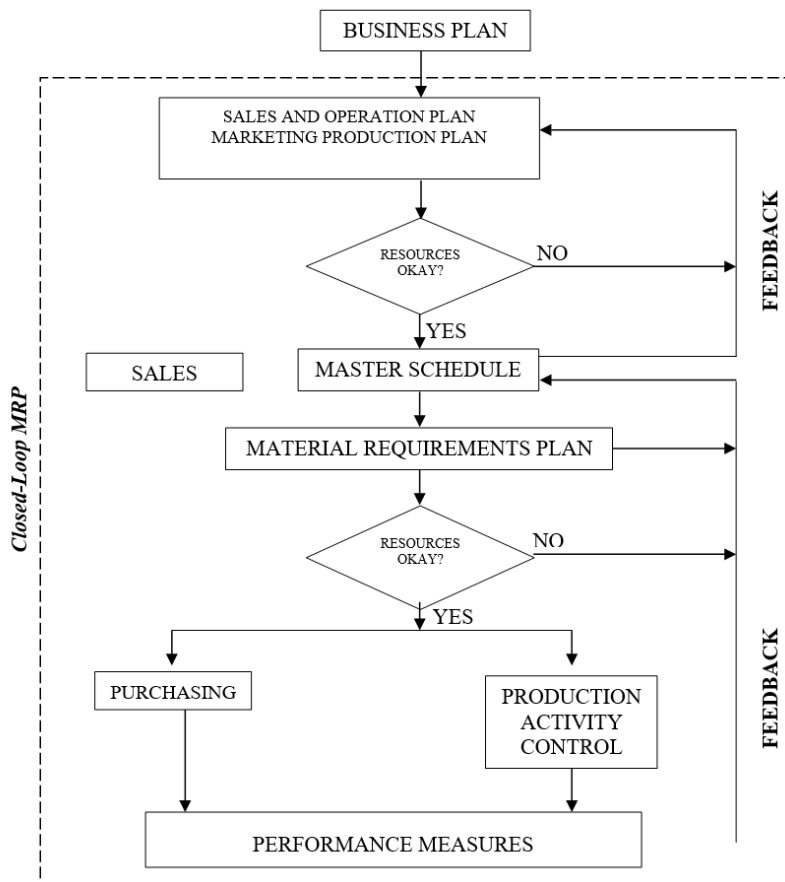 BUSINESS PLAN
SALES AND OPERATION PLAN
MARKETING PRODUCTION PLAN
RESOURCES
OKAY?
NO
FEEDBACK
YES
SALES
MASTER SCHEDULE
Closed-Loop MRP
MATERIAL REQUIREMENTS PLAN
RESOURCES
OKAY?
NO
YES
PURCHASING
PRODUCTION
ACTIVITY
CONTROL
FEEDBACK
PERFORMANCE MEASURES